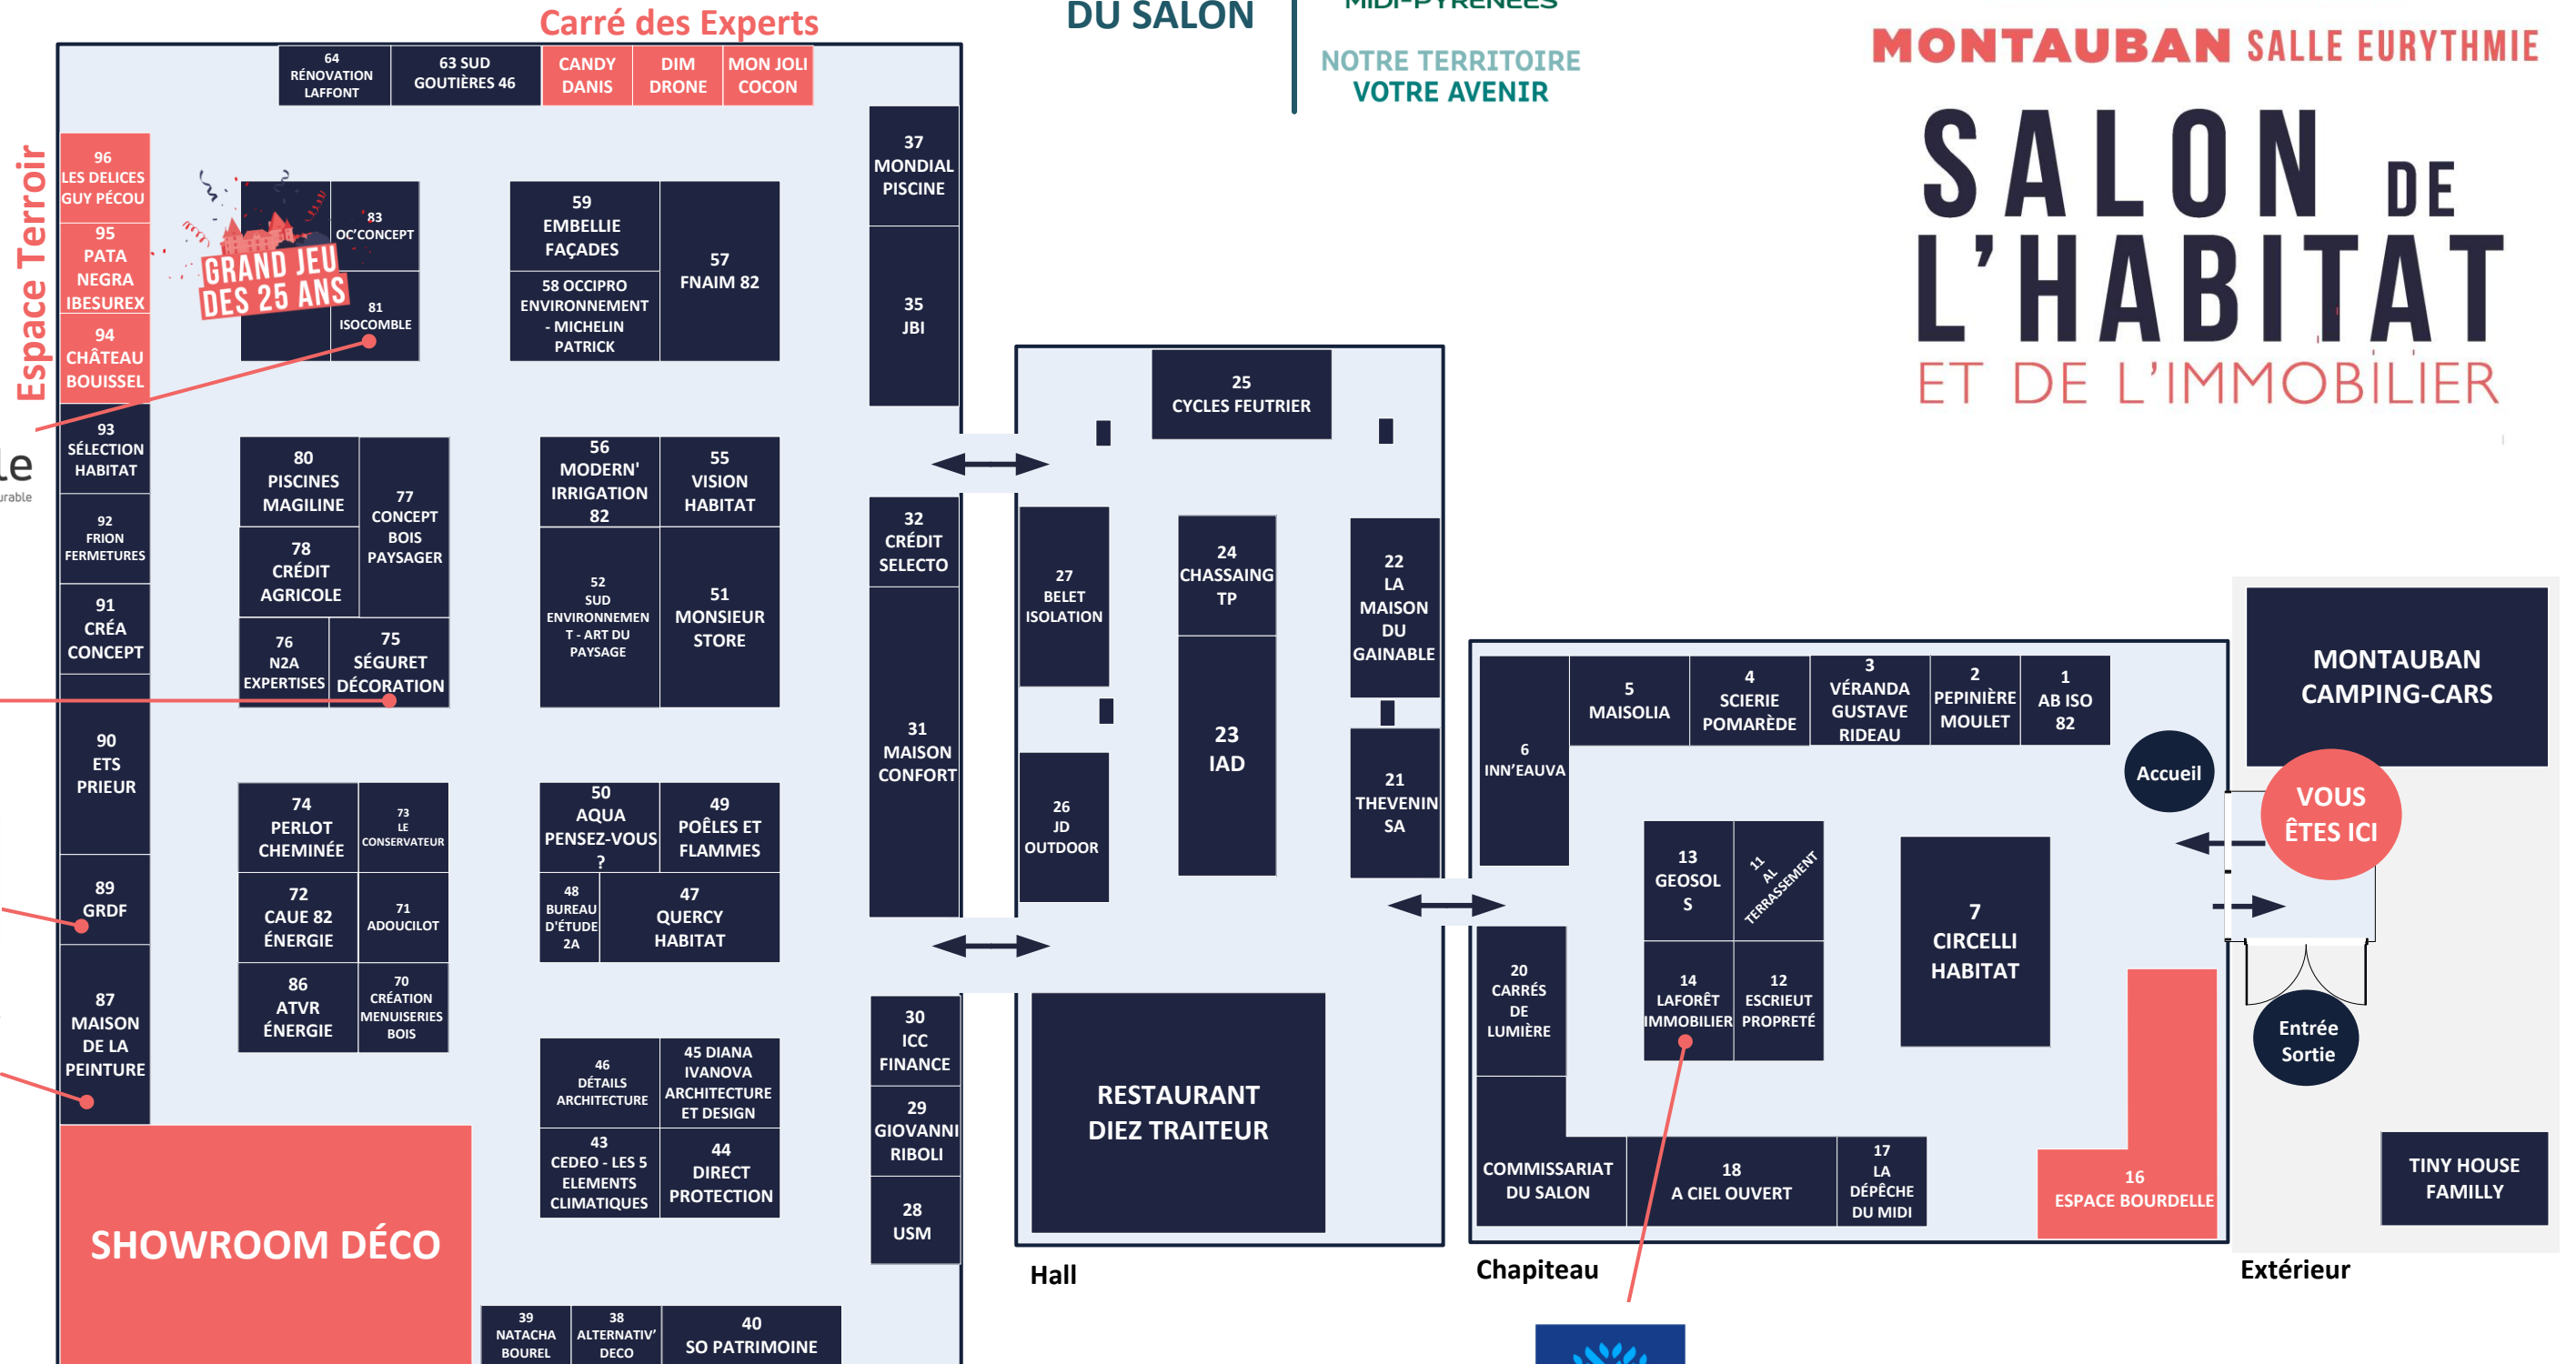 Carré des Experts
DU SALON
MIDI-PYRÉNÉES
NOTRE TERRITOIRE
VOTRE AVENIR
MONTAUBAN SALLE EURYTHMIE
SALON DE
L'HABITAT
ET DE L'IMMOBILIER
64
RÉNOVATION
LAFFONT
63 SUD
GOUTIÈRES 46
CANDY
DANIS
DIM
DRONE
MON JOLI
COCON
Espace Terroir
96
LES DELICES
GUY PÉCOU
95
PATA
NEGRA
IBESUREX
94
CHÂTEAU
BOUISSEL
93
SÉLECTION
HABITAT
92
FRION
FERMETURES
91
CRÉA
CONCEPT
90
ETS
PRIEUR
89
GRDF
87
MAISON
DE LA
PEINTURE
SHOWROOM DÉCO
GRAND JEU
DES 25 ANS
83
OC'CONCEPT
81
ISOCOMBLE
le
urable
80
PISCINES
MAGILINE
77
CONCEPT
BOIS
PAYSAGER
78
CRÉDIT
AGRICOLE
76
N2A
EXPERTISES
75
SÉGURET
DÉCORATION
74
PERLOT
CHEMINÉE
73
LE
CONSERVATEUR
72
CAUE 82
ÉNERGIE
71
ADOUCILOT
86
ATVR
ÉNERGIE
70
CRÉATION
MENUISERIES
BOIS
59
EMBELLIE
FAÇADES
57
FNAIM 82
58 OCCIPRO
ENVIRONNEMENT
- MICHELIN
PATRICK
56
MODERN'
IRRIGATION
82
55
VISION
HABITAT
52
SUD
ENVIRONNEMEN
T - ART DU
PAYSAGE
51
MONSIEUR
STORE
50
AQUA
PENSEZ-VOUS
?
49
POÊLES ET
FLAMMES
48
BUREAU
D'ÉTUDE
2A
47
QUERCY
HABITAT
46
DÉTAILS
ARCHITECTURE
45 DIANA
IVANOVA
ARCHITECTURE
ET DESIGN
43
CEDEO - LES 5
ELEMENTS
CLIMATIQUES
44
DIRECT
PROTECTION
39
NATACHA
BOUREL
38
ALTERNATIV'
DECO
40
SO PATRIMOINE
37
MONDIAL
PISCINE
35
JBI
32
CRÉDIT
SELECTO
31
MAISON
CONFORT
30
ICC
FINANCE
29
GIOVANNI
RIBOLI
28
USM
25
CYCLES FEUTRIER
27
BELET
ISOLATION
24
CHASSAING
TP
22
LA
MAISON
DU
GAINABLE
23
IAD
26
JD
OUTDOOR
21
THEVENIN
SA
RESTAURANT
DIEZ TRAITEUR
Hall
6
INN'EAUVA
5
MAISOLIA
4
SCIERIE
POMARÈDE
3
VÉRANDA
GUSTAVE
RIDEAU
2
PEPINIÈRE
MOULET
1
AB ISO
82
Accueil
13
GEOSOL
S
11
AL
TERRASSEMENT
14
LAFORÊT
IMMOBILIER
12
ESCRIEUT
PROPRETÉ
7
CIRCELLI
HABITAT
20
CARRÉS
DE
LUMIÈRE
COMMISSARIAT
DU SALON
18
A CIEL OUVERT
17
LA
DÉPÊCHE
DU MIDI
16
ESPACE BOURDELLE
Chapiteau
MONTAUBAN
CAMPING-CARS
VOUS
ÊTES ICI
Entrée
Sortie
TINY HOUSE
FAMILLY
Extérieur